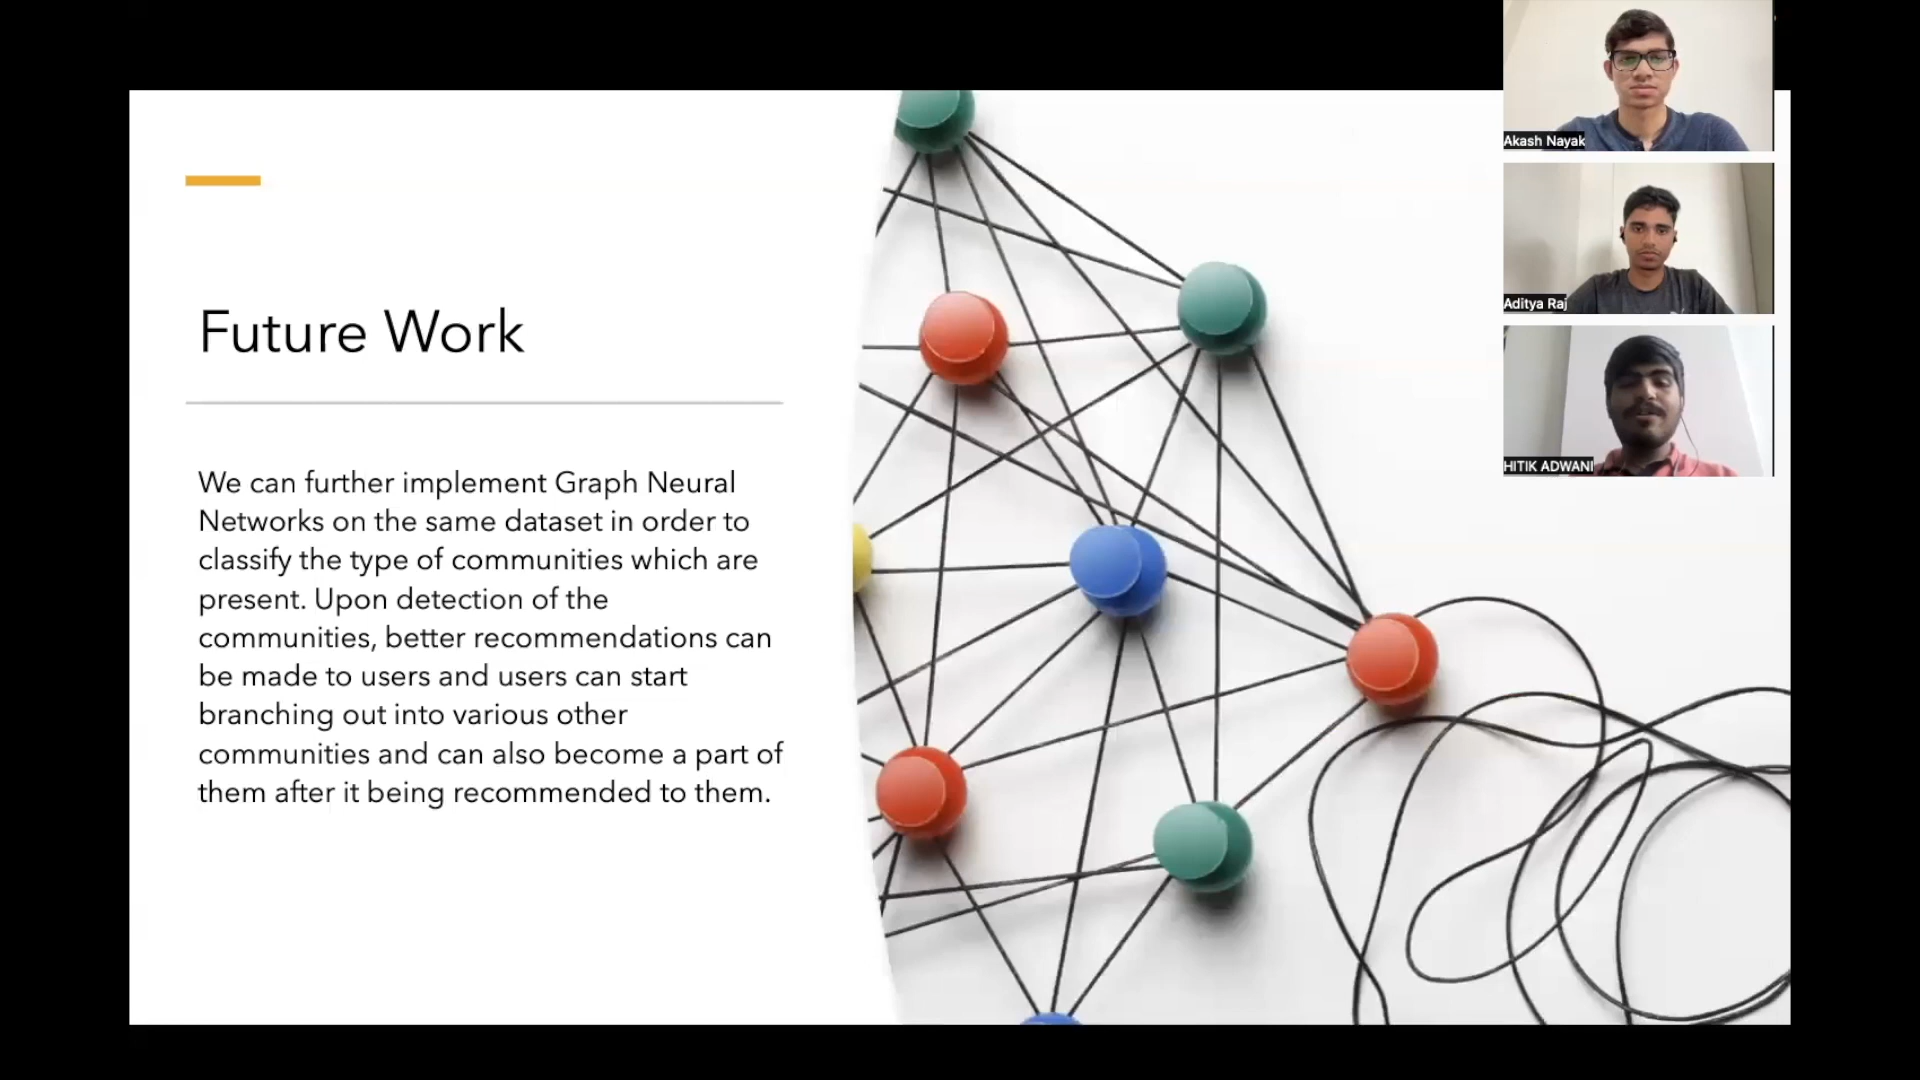 Future Work
We can further implement Graph Neural
Networks on the same dataset in order to
classify the type of communities which are
present. Upon detection of the
communities, better recommendations can
be made to users and users can start
branching out into various other
communities and can also become a part of
them after it being recommended to them.
Akash Nayak
Aditya Raj
HITIK ADWANI